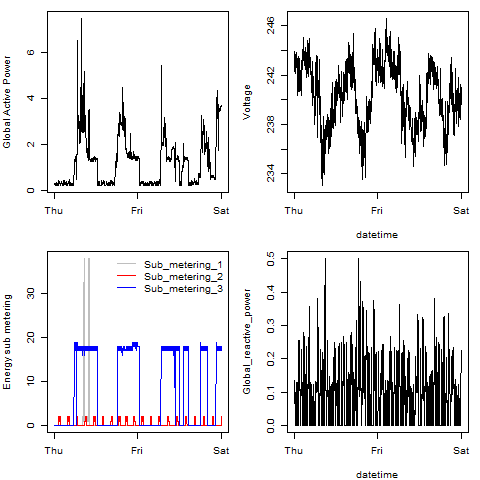 Global Active Power
6
4
2
0
Thu Fri Sat
Voltage
246
242
238
234
Thu Fri Sat
datetime
Energy sub metering
30
20
10
0
Sub_metering_1
Sub_metering_2
Sub_metering_3
Thu Fri Sat
Global_reactive_power
0.5
0.4
0.3
0.2
0.1
0.0
Thu Fri Sat
datetime